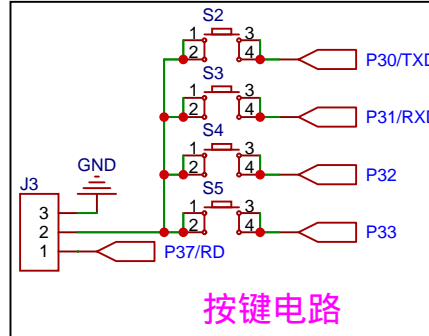 S2
1 3
2 4
P30/TXD
S3
1 3
2 4
P31/RXD
S4
1 3
2 4
P32
GND
J3
S5
3
1 3
2
2 4
P33
1
P37/RD
按键电路